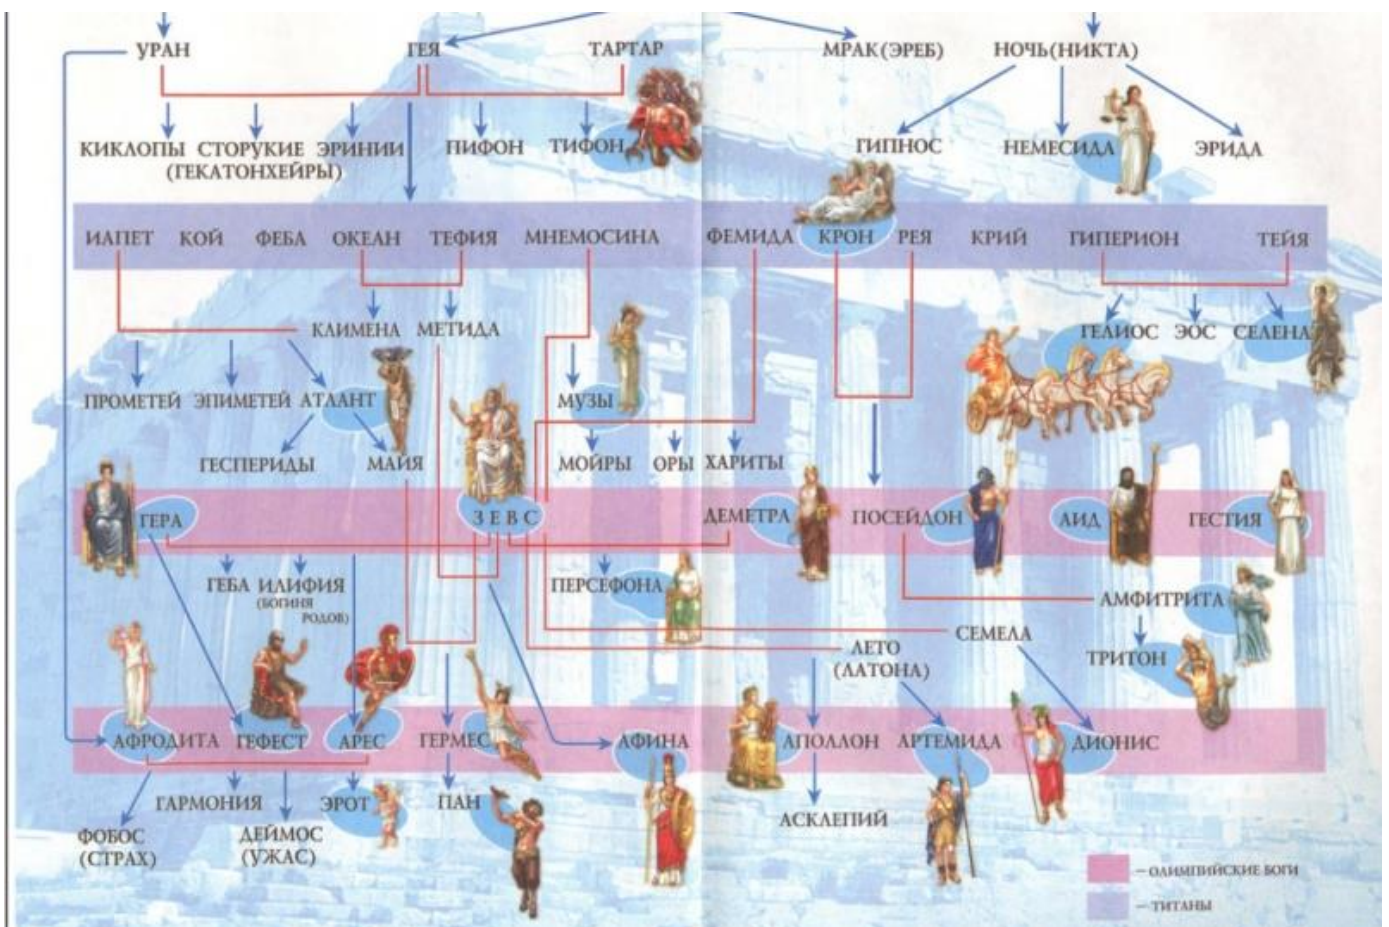 УРАН ГЕЯ ТАРТАР МРАК (ЭРЕБ) НОЧЬ (НИКТА)
КИКЛОПЫ СТОРУКИЕ ЭРИНИИ ПИФОН ТИФОН ГИПНОС НЕМЕСИДА ЭРИДА
(ГЕКАТОНХЕЙРЫ)
ИАПЕТ КОЙ ФЕБА ОКЕАН ТЕФИЯ МНЕМОСИНА ФЕМИДА КРОН РЕЯ КРИЙ ГИПЕРИОН ТЕЙЯ
КЛИМЕНА МЕТИДА ГЕЛИОС ЭОС СЕЛЕНА
ПРОМЕТЕЙ ЭПИМЕТЕЙ АТЛАНТ МУЗЫ
ГЕСПЕРИДЫ МАЙЯ МОЙРЫ ОРЫ ХАРИТЫ
ГЕРА ЗЕВС ДЕМЕТРА ПОСЕЙДОН АИД ГЕСТИЯ
ГЕБА ИЛИФИЯ ПЕРСЕФОНА
(БОГИНЯ
РОДОВ)
АМФИТРИТА
СЕМЕЛА
ЛЕТО
(ЛАТОНА)
ТРИТОН
АФРОДИТА ГЕФЕСТ АРЕС ГЕРМЕС АФИНА АПОЛЛОН АРТЕМИДА ДИОНИС
ГАРМОНИЯ ЭРОТ ПАН
АСКЛЕПИЙ
ФОБОС ДЕЙМОС
(СТРАХ) (УЖАС)
— ОЛИМПИЙСКИЕ БОГИ
— ТИТАНЫ